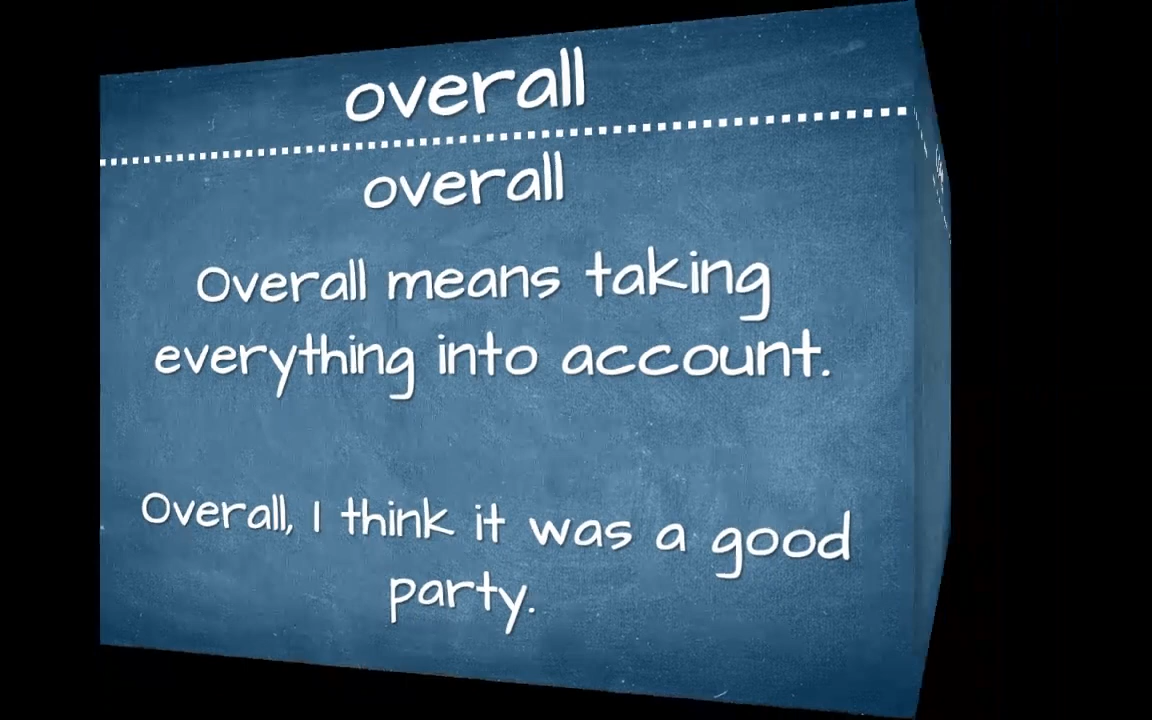 overall
overall
Overall means taking
everything into account.
Overall, I think it was a good
party.